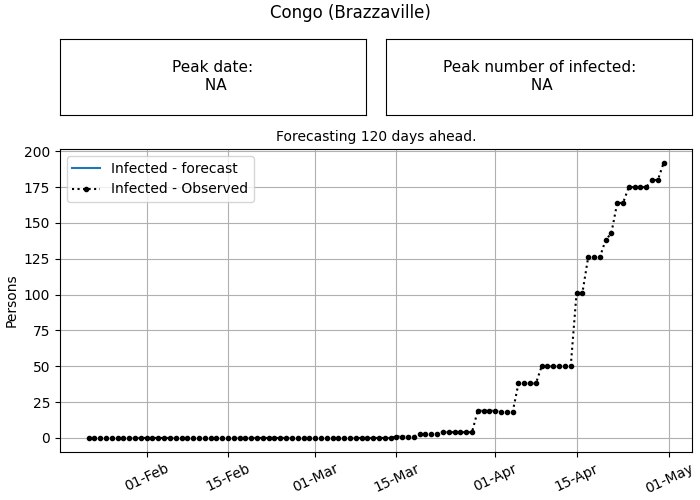 Congo (Brazzaville)
Peak date:
NA
Peak number of infected:
NA
Forecasting 120 days ahead.
200
175
150
125
100
75
50
25
0
Persons
Infected - forecast
Infected - Observed
01-Feb
15-Feb
01-Mar
15-Mar
01-Apr
15-Apr
01-May